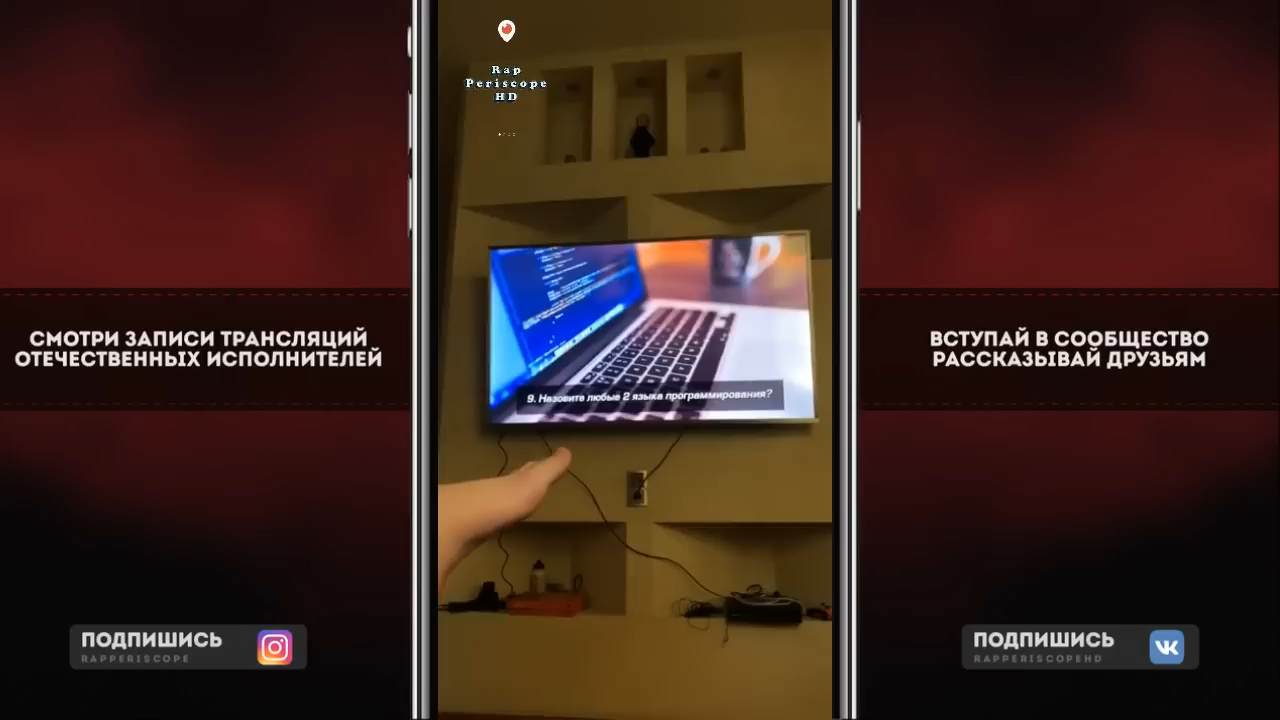 Rap
Periscope
HD
СМОТРИ ЗАПИСИ ТРАНСЛЯЦИЙ
ОТЕЧЕСТВЕННЫХ ИСПОЛНИТЕЛЕЙ
ВСТУПАЙ В СООБЩЕСТВО
РАССКАЗЫВАЙ ДРУЗЬЯМ
9. Назовите любые 2 языка программирования?
ПОДПИШИСЬ
RAPPERISCOPE
ПОДПИШИСЬ
RAPPERISCOPEHD